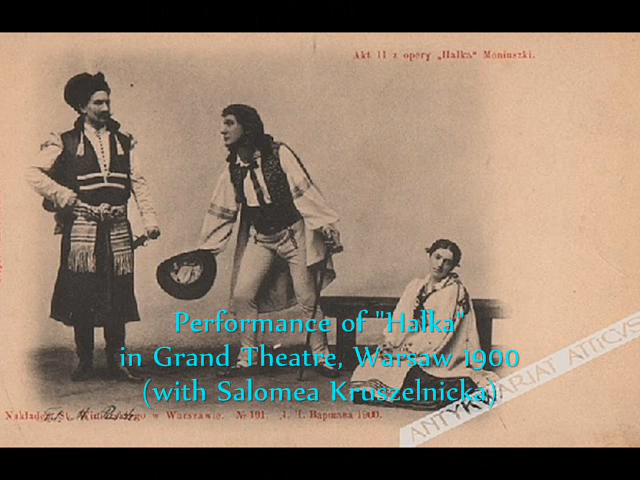 Akt II z opery „Halka" Moniuszki.
Performance of "Halka"
in Grand Theatre, Warsaw 1900
(with Salomea Kruszelnicka)
w Warszawie. № 191.
Варшава 1900.
ANTYKWARIAT ATTICUS